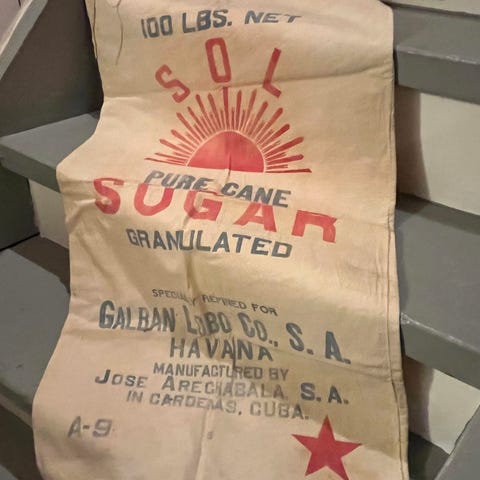 100 LBS. NET
SOL
PURE CANE
SUGAR
GRANULATED
SPECIALLY REFINED FOR
GALBAN LOBO CO., S. A.
HAVANA
MANUFACTURED BY
JOSE ARECHABALA, S. A.
IN CARDENAS, CUBA.
A-9